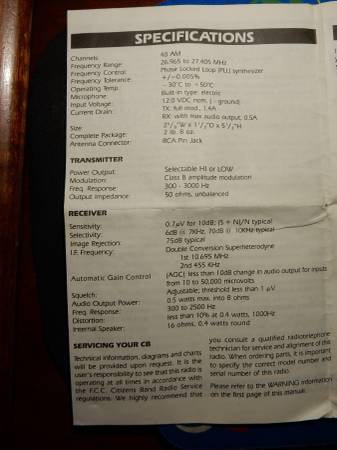 SPECIFICATIONS
Channels: 40 AM
Frequency Range: 26.965 to 27.405 MHz
Frequency Control: Phase Locked Loop (PLL) synthesizer
Frequency Tolerance: +/-0.005%
Operating Temp.: - 30°C to + 50°C
Microphone: Built-in type: electric
Input Voltage: 12.0 VDC nom. (- ground)
Current Drain: TX: full mod., 1.4A
RX: with max audio output, 0.5A
Size:
Complete Package: 2 lb. 8 oz.
Antenna Connector: RCA Pin Jack
TRANSMITTER
Power Output: Selectable HI or LOW
Modulation: Class B amplitude modulation
Freq. Response: 300 - 3000 Hz
Output Impedance: 50 ohms, unbalanced
RECEIVER
Sensitivity: 0.7µV for 10dB; (S + N)/N typical
Selectivity: 6dB @ 7KHz, 70dB @ 10KHz typical
Image Rejection: 75dB typical
I.F. Frequency: Double Conversion Superheterodyne
1st 10.695 MHz
2nd 455 KHz
Automatic Gain Control (AGC): less than 10dB change in audio output for inputs
from 10 to 50,000 microvolts
Squelch: Adjustable; threshold less than 1 µV
Audio Output Power: 0.5 watts max. into 8 ohms
Freq. Response: 300 to 2500 Hz
Distortion: less than 10% at 0.4 watts, 1000Hz
Internal Speaker: 16 ohms, 0.4 watts round
SERVICING YOUR CB
Technical information, diagrams and charts
will be provided upon request. It is the
user's responsibility to see that this radio is
operating at all times in accordance with
the F.C.C. Citizens Band Radio Service
regulations. We highly recommend that
you consult a qualified radiotelephone
technician for service and alignment of this
radio. When ordering parts, it is important
to specify the correct model number and
serial number of this radio.
Please refer to the WARNING information
on the first page of this manual.